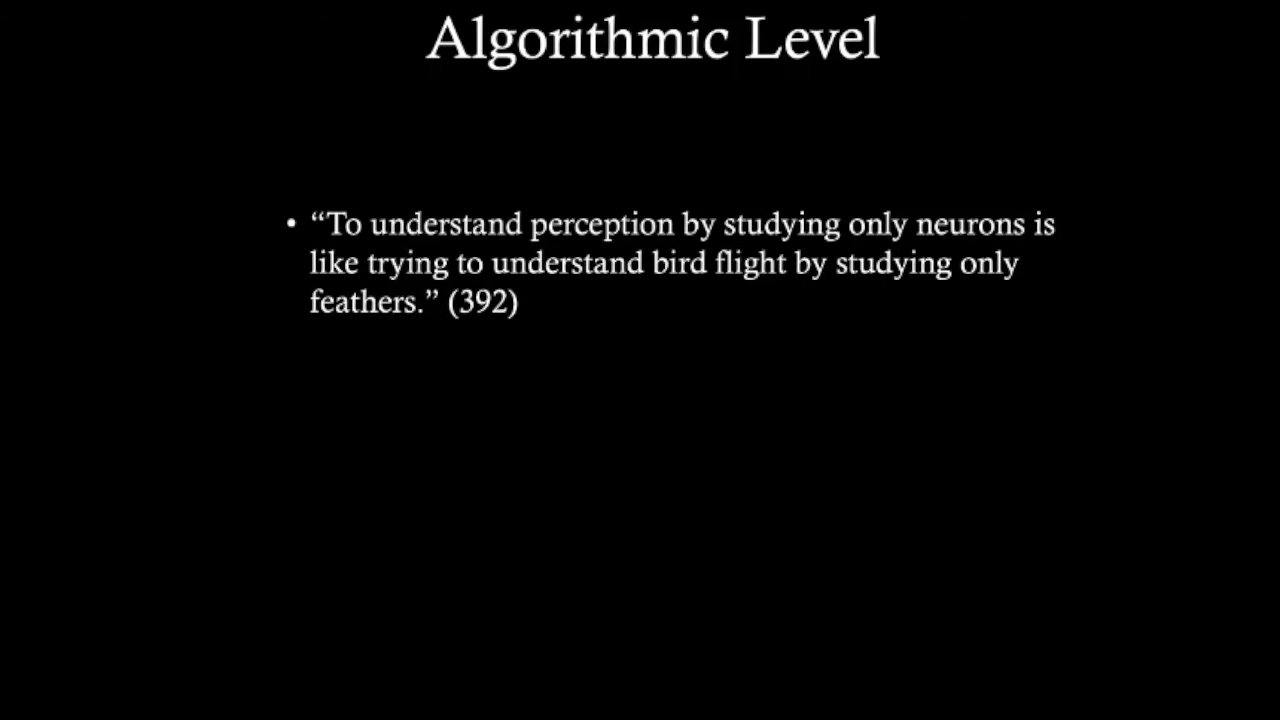 Algorithmic Level
• “To understand perception by studying only neurons is
like trying to understand bird flight by studying only
feathers.” (392)